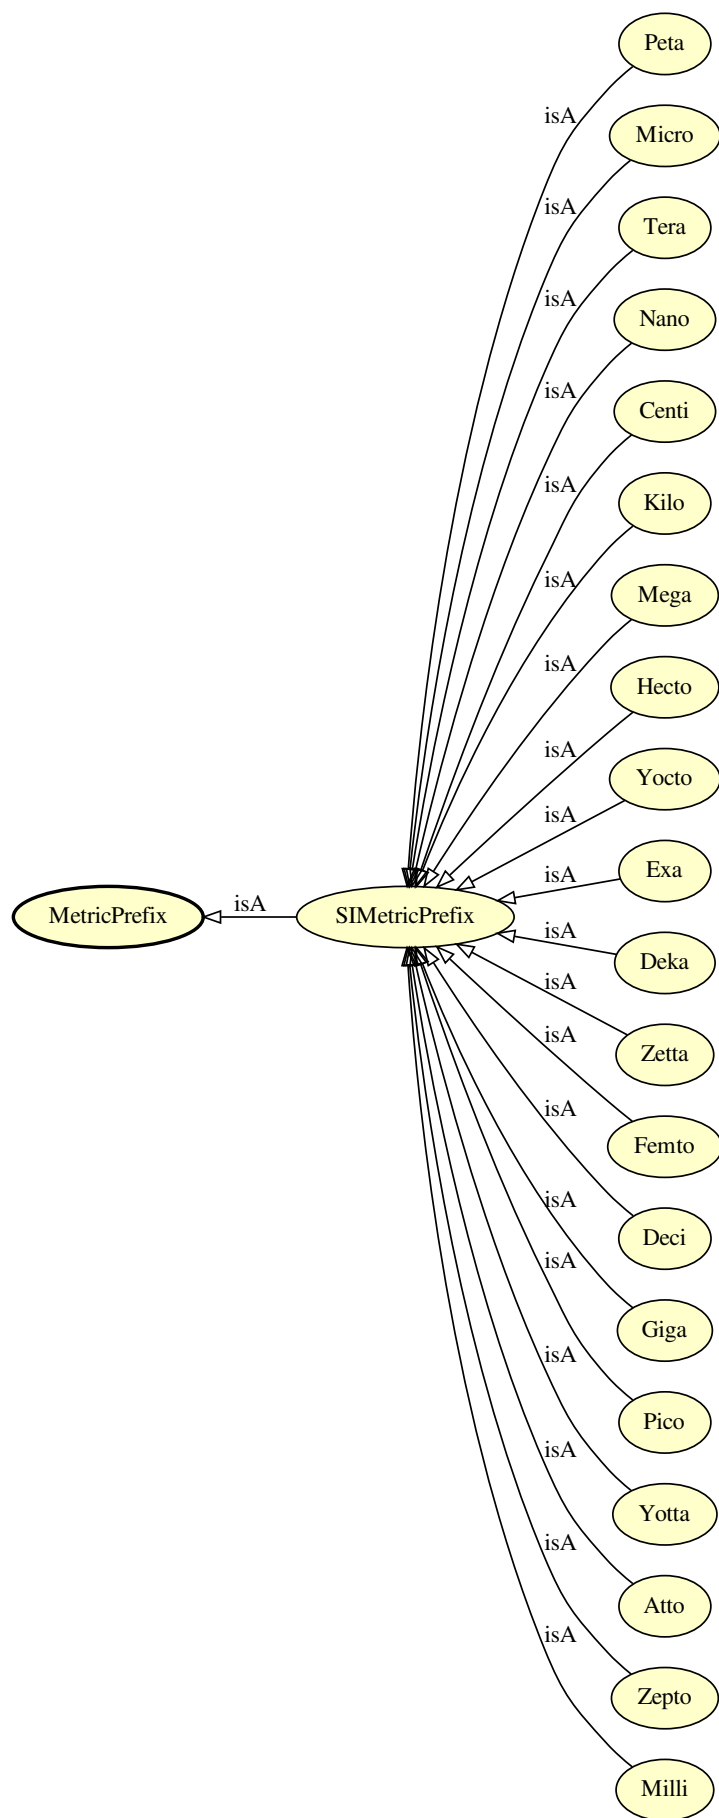 Peta
isA
Micro
isA
Tera
isA
Nano
isA
Centi
isA
Kilo
isA
Mega
isA
Hecto
isA
Yocto
isA
Exa
isA
MetricPrefix
isA
SIMetricPrefix
isA
Deka
isA
Zetta
isA
Femto
isA
Deci
isA
Giga
isA
Pico
isA
Yotta
isA
Atto
isA
Zepto
isA
Milli